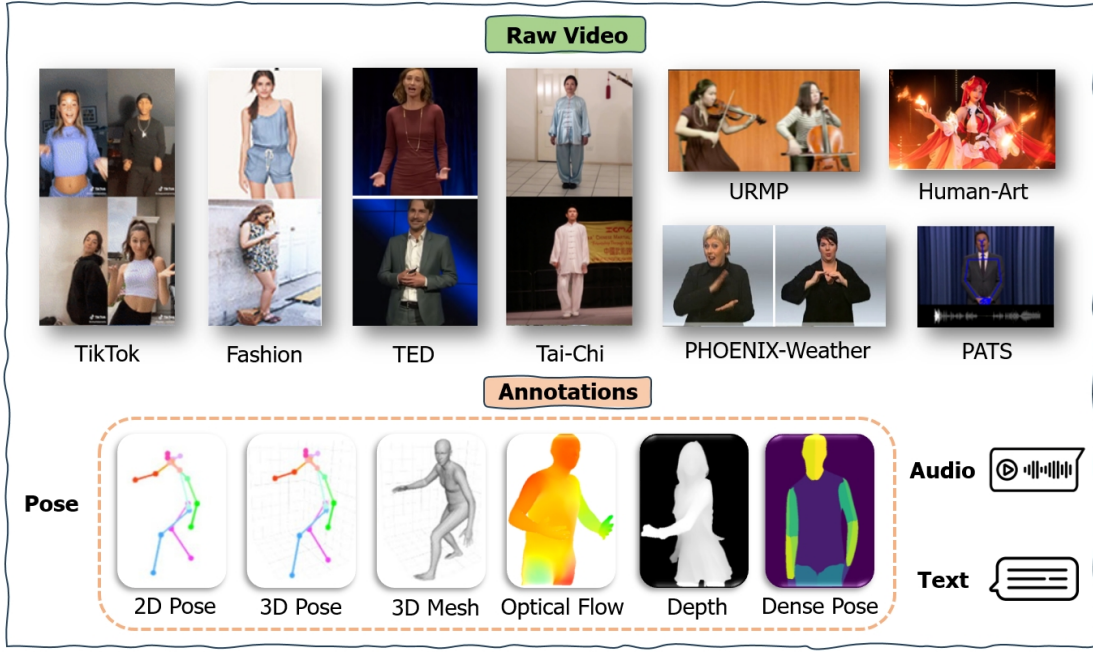 Raw Video
TikTok
Fashion
TED
Tai-Chi
URMP
Human-Art
PHOENIX-Weather
PATS
Annotations
Pose
2D Pose
3D Pose
3D Mesh
Optical Flow
Depth
Dense Pose
Audio
Text